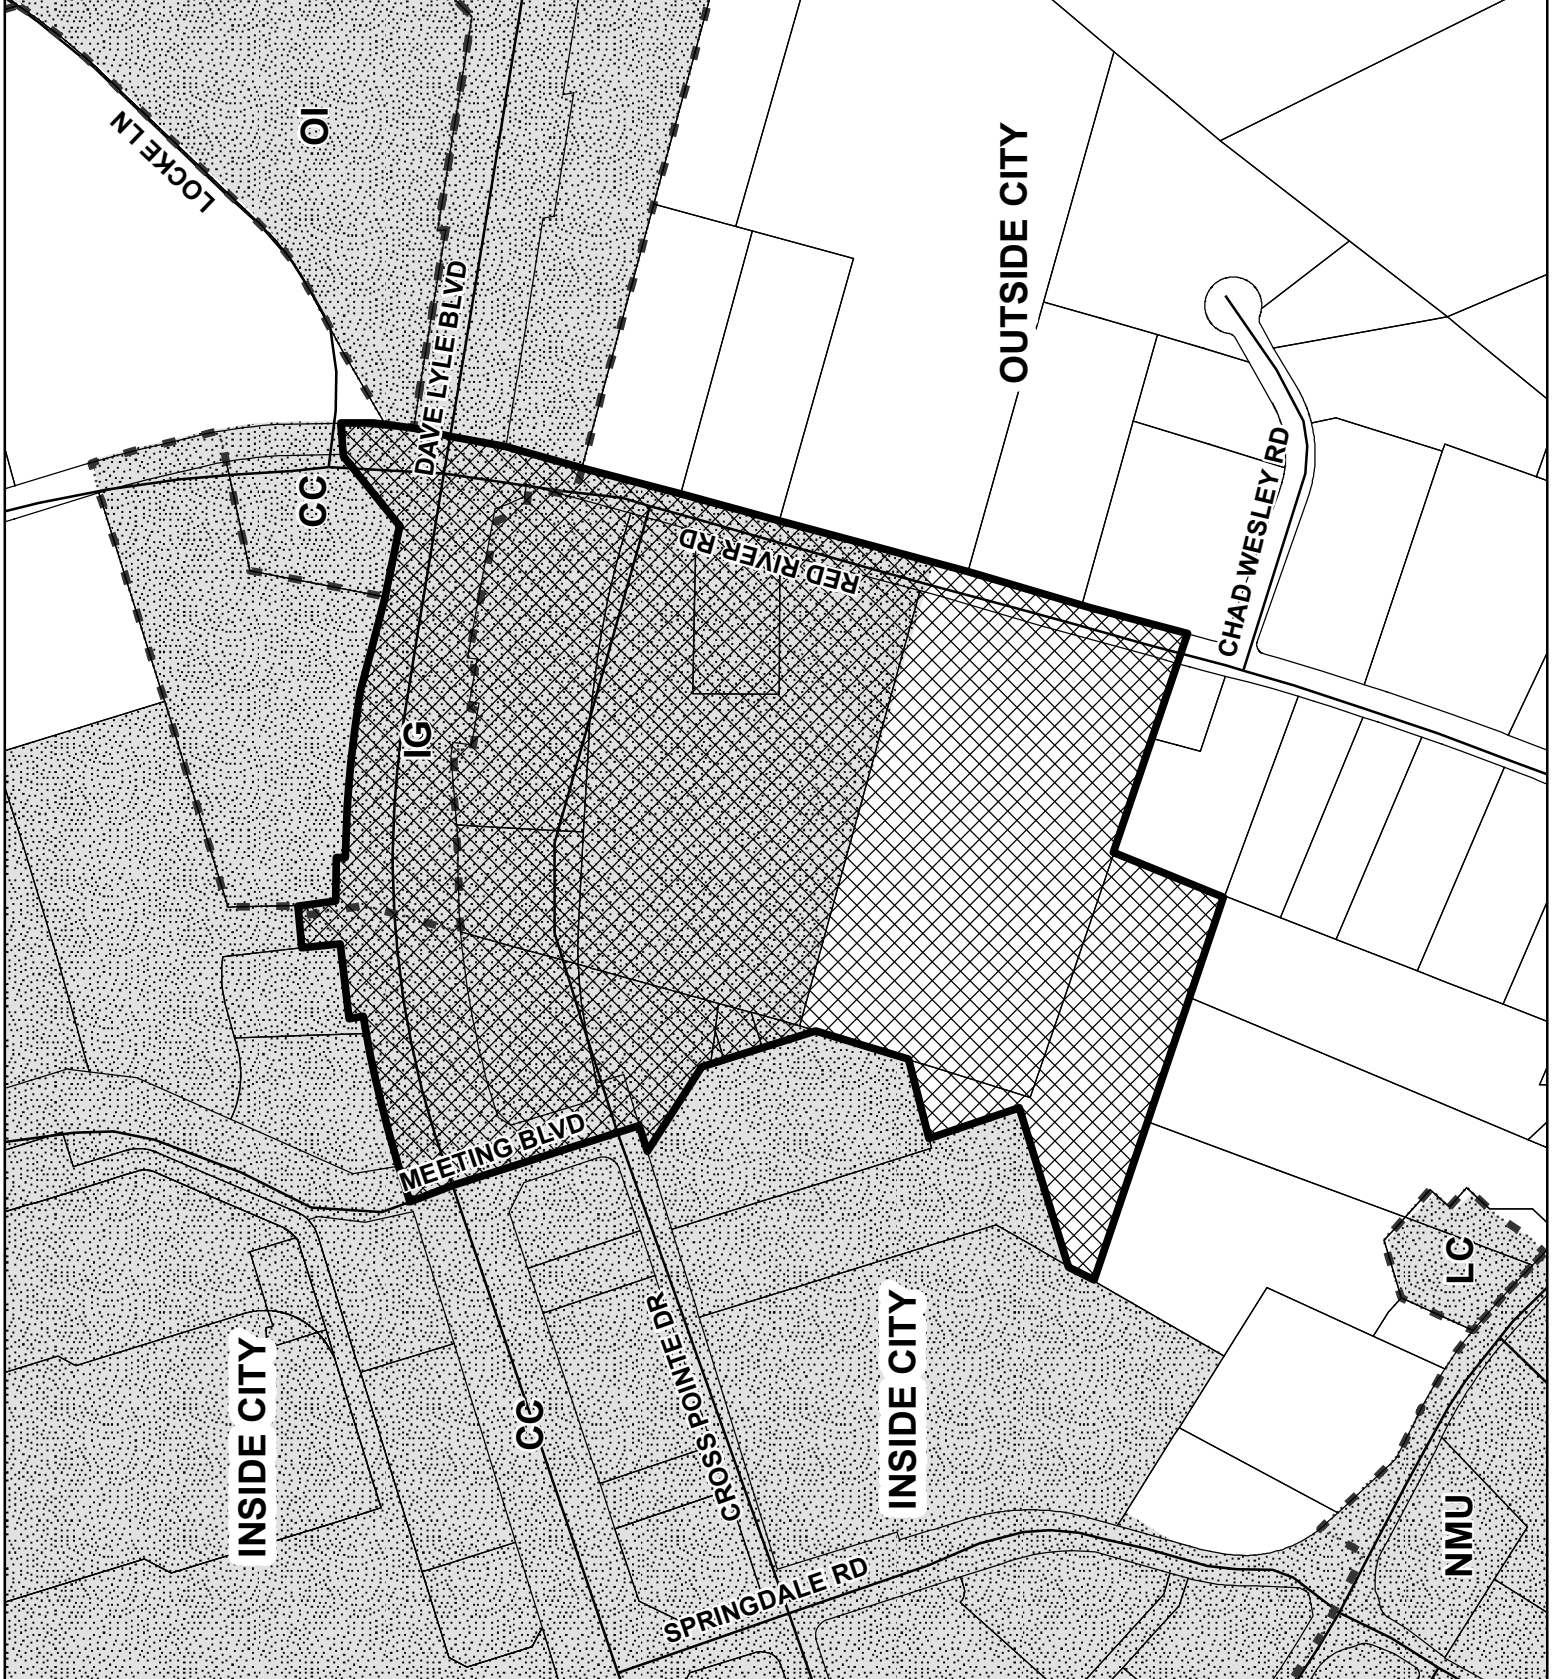 LOCKE LN
OI
DAVE LYLE BLVD
OUTSIDE CITY
CC
RED RIVER RD
CHAD WESLEY RD
IG
MEETING BLVD
LC
INSIDE CITY
CC
CROSS POINTE DR
INSIDE CITY
NMU
SPRINGDALE RD